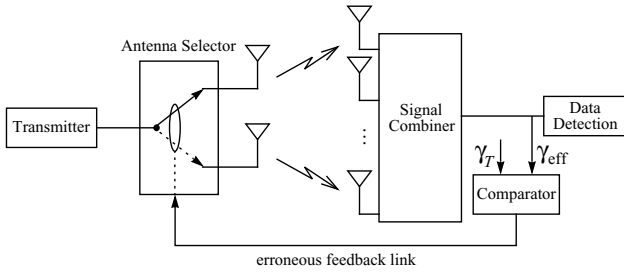 Antenna Selector
Transmitter
Signal
Combiner
...
Data
Detection
γT
γeff
Comparator
erroneous feedback link